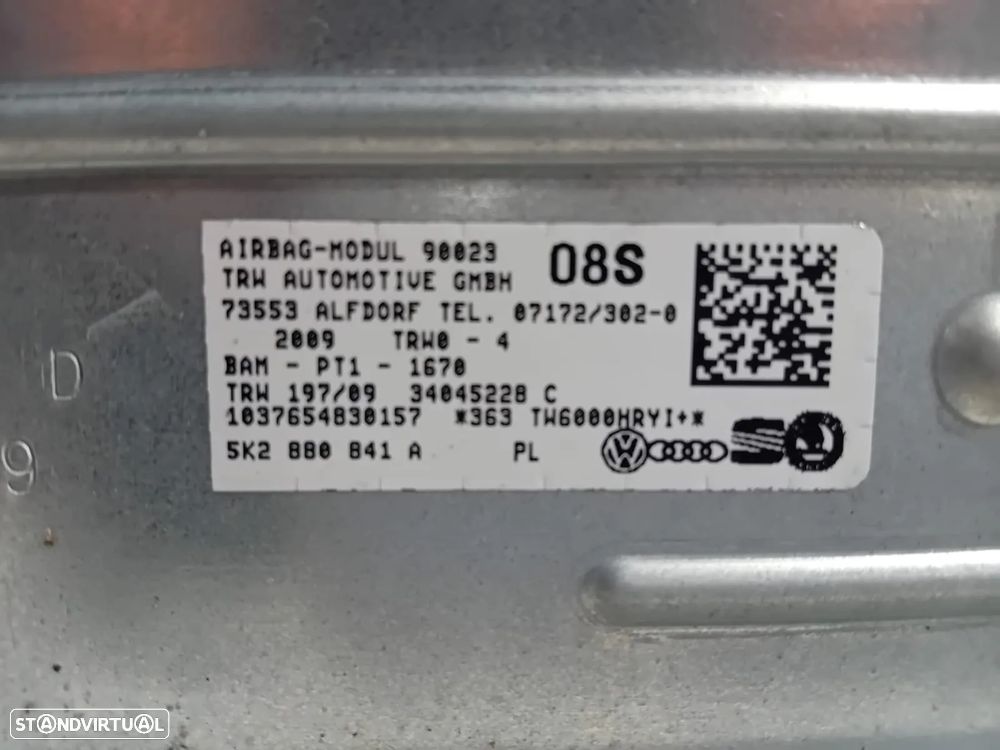 AIRBAG-MODUL 90023 08S
TRW AUTOMOTIVE GMBH
73553 ALFDORF TEL. 07172/302-0
2009 TRW0 - 4
BAM - PT1 - 1670
TRW 197/09 34045228 C
1037654830157 *363 TW6000HRYI+*
5K2 880 841 A PL
D
9
STANDVIRTUAL